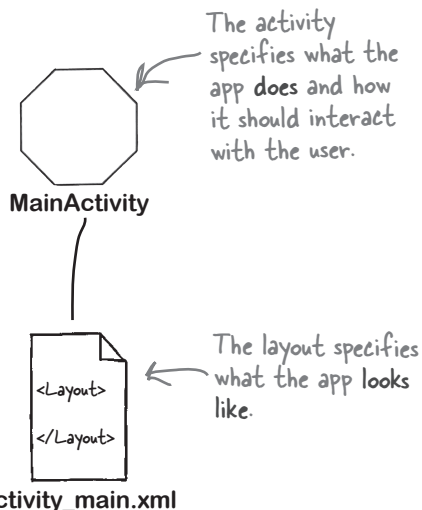 The activity
specifies what the
app does and how
it should interact
with the user.
MainActivity
The layout specifies
what the app looks
like.
<Layout>
</Layout>
ctivity_main.xml